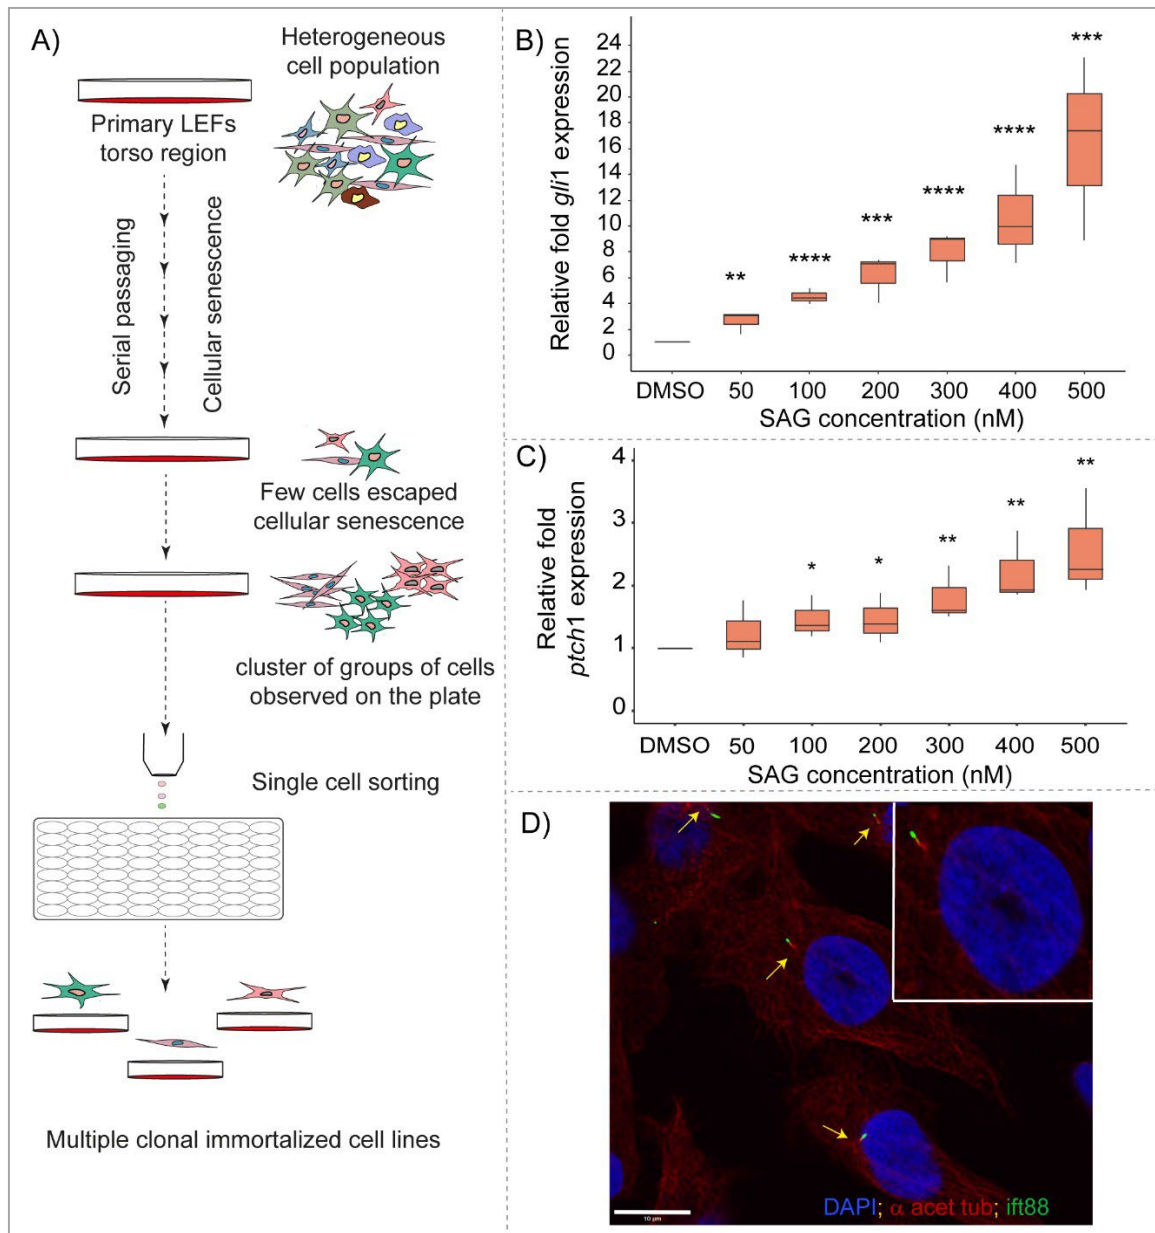 A)
Heterogeneous
cell population
Primary LEFs
torso region
Serial passaging
Cellular senescence
Few cells escaped
cellular senescence
cluster of groups of cells
observed on the plate
Single cell sorting
Multiple clonal immortalized cell lines
B)
Relative fold gli1 expression
24
22
20
18
16
14
12
10
8
6
4
2
0
**
****
***
****
****
***
DMSO 50 100 200 300 400 500
SAG concentration (nM)
C)
Relative fold
ptch1 expression
4
3
2
1
0
*
*
**
**
**
DMSO 50 100 200 300 400 500
SAG concentration (nM)
D)
DAPI; α acet tub; ift88
10 μm